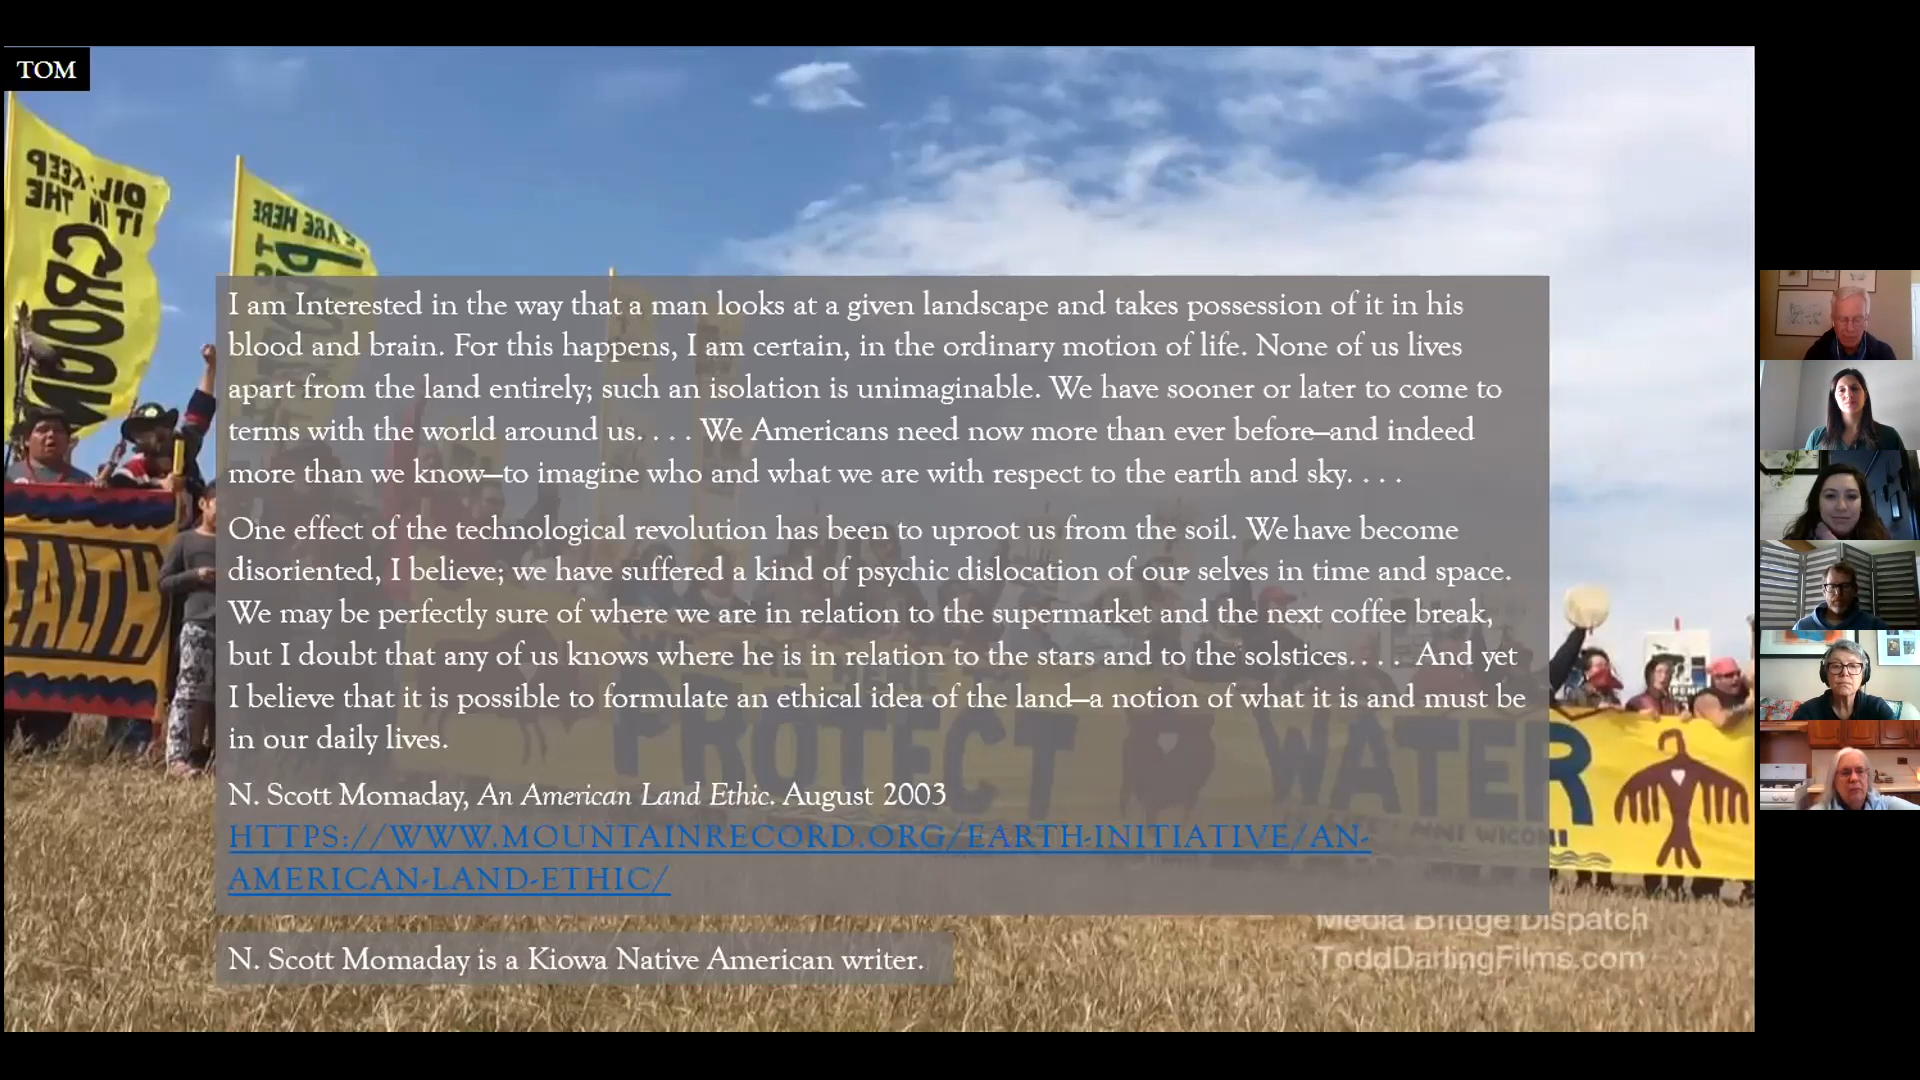 TOM
OIL: KEEP
IT IN THE
GROUND
WE ARE HERE
I am Interested in the way that a man looks at a given landscape and takes possession of it in his
blood and brain. For this happens, I am certain, in the ordinary motion of life. None of us lives
apart from the land entirely; such an isolation is unimaginable. We have sooner or later to come to
terms with the world around us. . . . We Americans need now more than ever before—and indeed
more than we know—to imagine who and what we are with respect to the earth and sky. . . .
One effect of the technological revolution has been to uproot us from the soil. We have become
disoriented, I believe; we have suffered a kind of psychic dislocation of our selves in time and space.
We may be perfectly sure of where we are in relation to the supermarket and the next coffee break,
but I doubt that any of us knows where he is in relation to the stars and to the solstices. . . . And yet
I believe that it is possible to formulate an ethical idea of the land—a notion of what it is and must be
in our daily lives.
EALTH
PROTECT WATER
N. Scott Momaday, An American Land Ethic. August 2003
HTTPS://WWW.MOUNTAINRECORD.ORG/EARTH-INITIATIVE/AN-
AMERICAN-LAND-ETHIC/
MNI WICONI
Media Bridge Dispatch
ToddDarlingFilms.com
N. Scott Momaday is a Kiowa Native American writer.